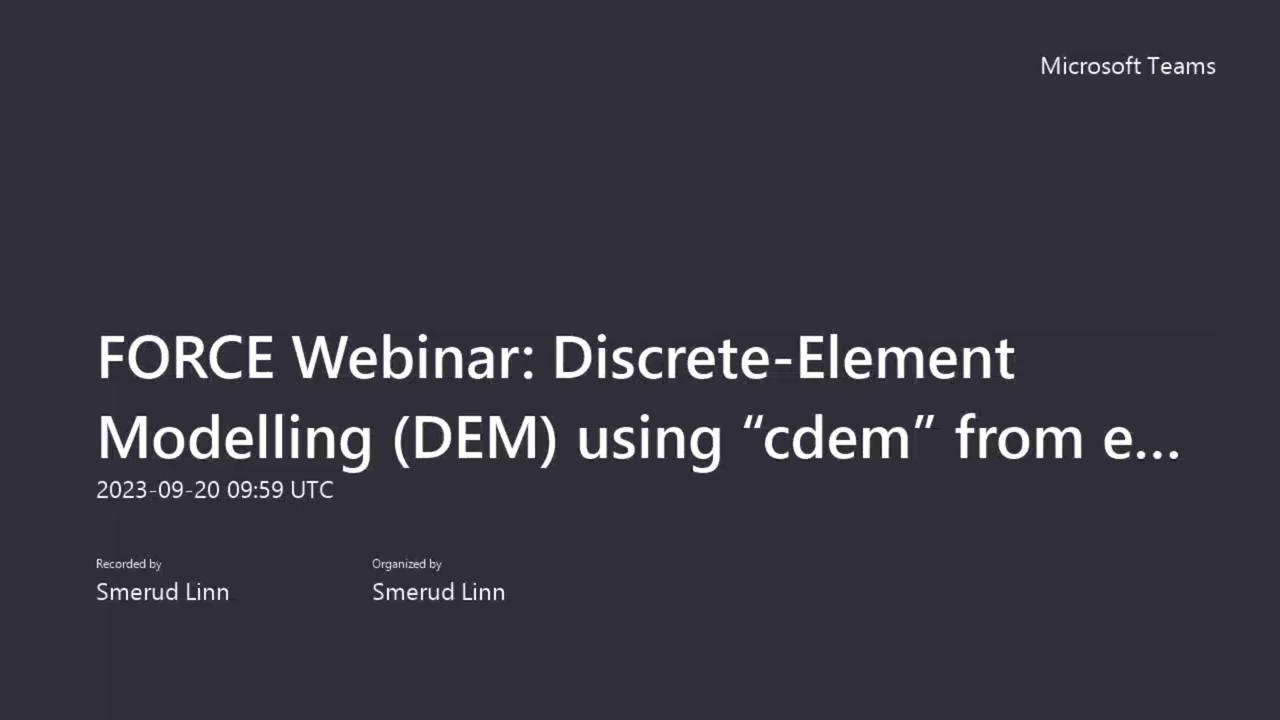 Microsoft Teams
FORCE Webinar: Discrete-Element
Modelling (DEM) using “cdem” from e...
2023-09-20 09:59 UTC
Recorded by
Organized by
Smerud Linn
Smerud Linn